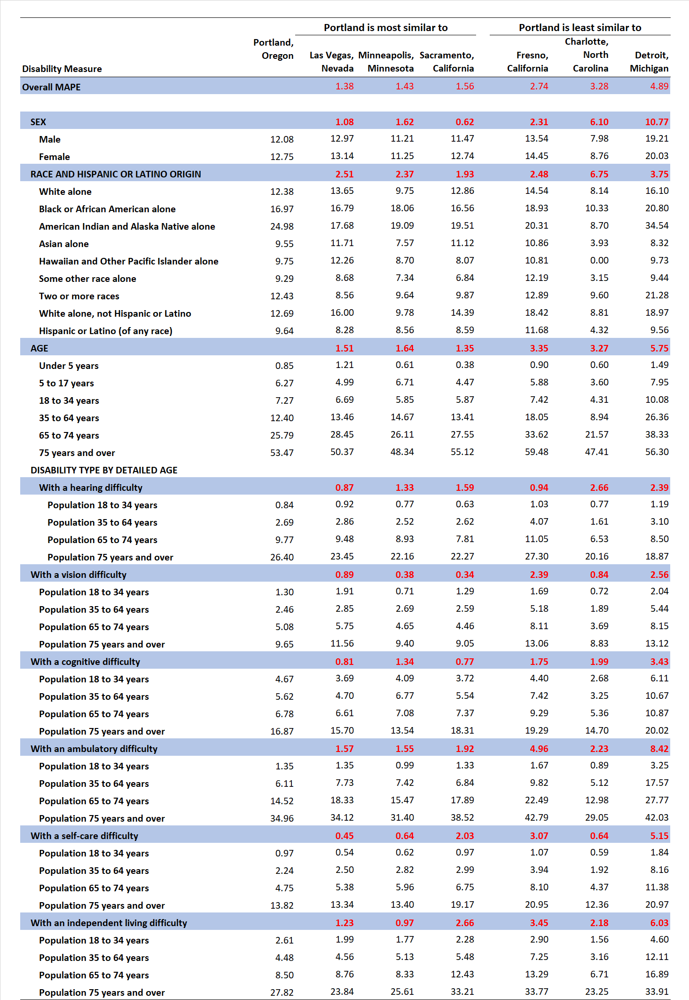 Portland is most similar to Portland is least similar to
Portland, Charlotte,
Oregon Las Vegas, Minneapolis, Sacramento, Fresno, North Detroit,
Disability Measure Nevada Minnesota California California Carolina Michigan
Overall MAPE 1.38 1.43 1.56 2.74 3.28 4.89
SEX 1.08 1.62 0.62 2.31 6.10 10.77
Male 12.08 12.97 11.21 11.47 13.54 7.98 19.21
Female 12.75 13.14 11.25 12.74 14.45 8.76 20.03
RACE AND HISPANIC OR LATINO ORIGIN 2.51 2.37 1.93 2.48 6.75 3.75
White alone 12.38 13.65 9.75 12.86 14.54 8.14 16.10
Black or African American alone 16.97 16.79 18.06 16.56 18.93 10.33 20.80
American Indian and Alaska Native alone 24.98 17.68 19.09 19.51 20.31 8.70 34.54
Asian alone 9.55 11.71 7.57 11.12 10.86 3.93 8.32
Hawaiian and Other Pacific Islander alone 9.75 12.26 8.70 8.07 10.81 0.00 9.73
Some other race alone 9.29 8.68 7.34 6.84 12.19 3.15 9.44
Two or more races 12.43 8.56 9.64 9.87 12.89 9.60 21.28
White alone, not Hispanic or Latino 12.69 16.00 9.78 14.39 18.42 8.81 18.97
Hispanic or Latino (of any race) 9.64 8.28 8.56 8.59 11.68 4.32 9.56
AGE 1.51 1.64 1.35 3.35 3.27 5.75
Under 5 years 0.85 1.21 0.61 0.38 0.90 0.60 1.49
5 to 17 years 6.27 4.99 6.71 4.47 5.88 3.60 7.95
18 to 34 years 7.27 6.69 5.85 5.87 7.42 4.31 10.08
35 to 64 years 12.40 13.46 14.67 13.41 18.05 8.94 26.36
65 to 74 years 25.79 28.45 26.11 27.55 33.62 21.57 38.33
75 years and over 53.47 50.37 48.34 55.12 59.48 47.41 56.30
DISABILITY TYPE BY DETAILED AGE
With a hearing difficulty 0.87 1.33 1.59 0.94 2.66 2.39
Population 18 to 34 years 0.84 0.92 0.77 0.63 1.03 0.77 1.19
Population 35 to 64 years 2.69 2.86 2.52 2.62 4.07 1.61 3.10
Population 65 to 74 years 9.77 9.48 8.93 7.81 11.05 6.53 8.50
Population 75 years and over 26.40 23.45 22.16 22.27 27.30 20.16 18.87
With a vision difficulty 0.89 0.38 0.34 2.39 0.84 2.56
Population 18 to 34 years 1.30 1.91 0.71 1.29 1.69 0.72 2.04
Population 35 to 64 years 2.46 2.85 2.69 2.59 5.18 1.89 5.44
Population 65 to 74 years 5.08 5.75 4.65 4.46 8.11 3.69 8.15
Population 75 years and over 9.65 11.56 9.40 9.05 13.06 8.83 13.12
With a cognitive difficulty 0.81 1.34 0.77 1.75 1.99 3.43
Population 18 to 34 years 4.67 3.69 4.09 3.72 4.40 2.68 6.11
Population 35 to 64 years 5.62 4.70 6.77 5.54 7.42 3.25 10.67
Population 65 to 74 years 6.78 6.61 7.08 7.37 9.29 5.36 10.87
Population 75 years and over 16.87 15.70 13.54 18.31 19.29 14.70 20.02
With an ambulatory difficulty 1.57 1.55 1.92 4.96 2.23 8.42
Population 18 to 34 years 1.35 1.35 0.99 1.33 1.67 0.89 3.25
Population 35 to 64 years 6.11 7.73 7.42 6.84 9.82 5.12 17.57
Population 65 to 74 years 14.52 18.33 15.47 17.89 22.49 12.98 27.77
Population 75 years and over 34.96 34.12 31.40 38.52 42.79 29.05 42.03
With a self-care difficulty 0.45 0.64 2.03 3.07 0.64 5.15
Population 18 to 34 years 0.97 0.54 0.62 0.97 1.07 0.59 1.84
Population 35 to 64 years 2.24 2.50 2.82 2.99 3.94 1.92 8.16
Population 65 to 74 years 4.75 5.38 5.96 6.75 8.10 4.37 11.38
Population 75 years and over 13.82 13.34 13.40 19.17 20.95 12.36 20.97
With an independent living difficulty 1.23 0.97 2.66 3.45 2.18 6.03
Population 18 to 34 years 2.61 1.99 1.77 2.28 2.90 1.56 4.60
Population 35 to 64 years 4.48 4.56 5.13 5.48 7.25 3.16 12.11
Population 65 to 74 years 8.50 8.76 8.33 12.43 13.29 6.71 16.89
Population 75 years and over 27.82 23.84 25.61 33.21 33.77 23.25 33.91